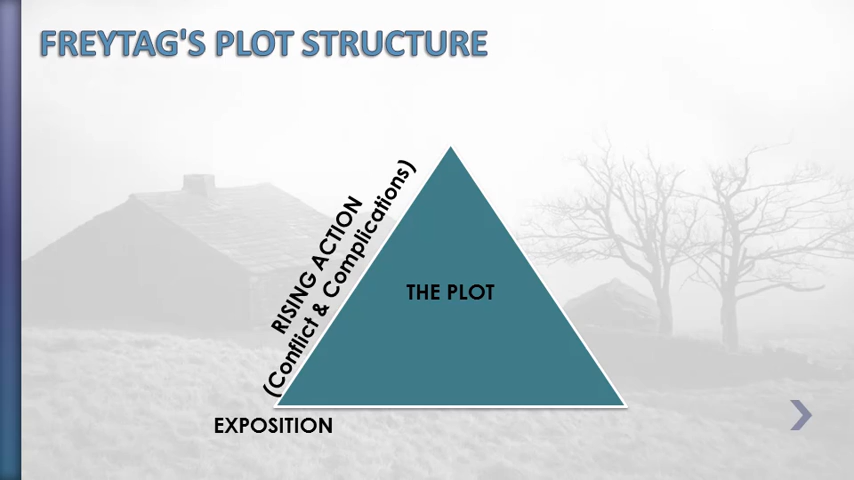 FREYTAG'S PLOT STRUCTURE
RISING ACTION
(Conflict & Complications)
THE PLOT
EXPOSITION